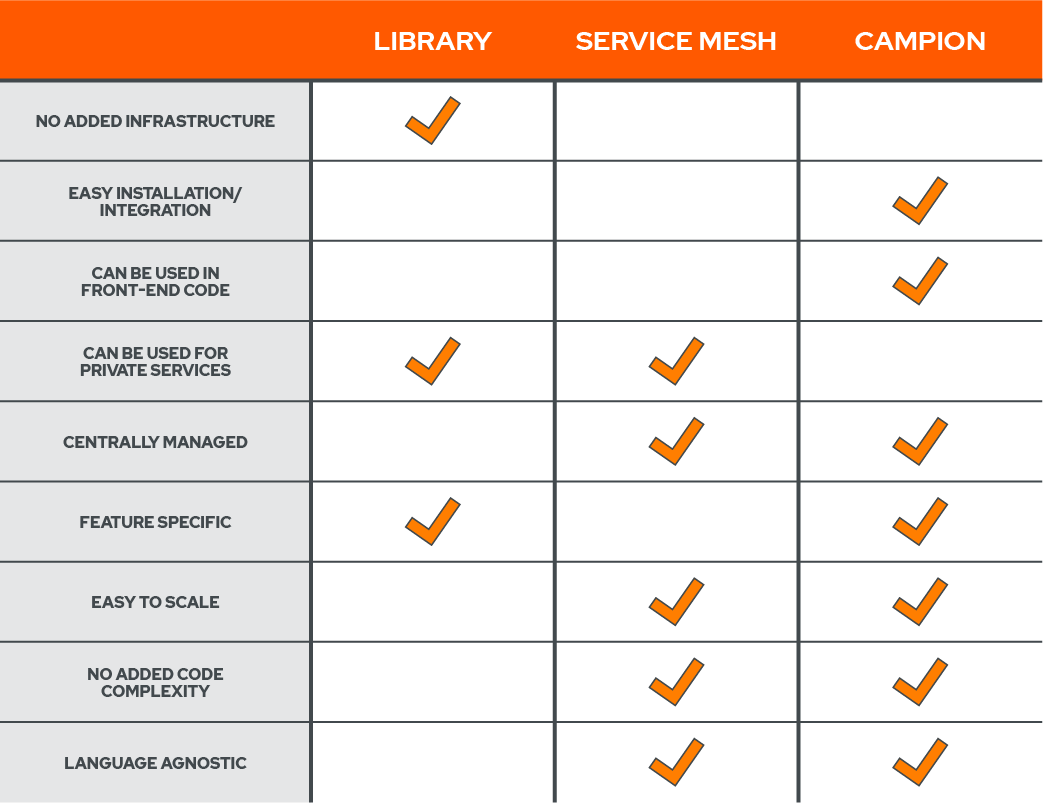 LIBRARY SERVICE MESH CAMPION
NO ADDED INFRASTRUCTURE
EASY INSTALLATION/
INTEGRATION
CAN BE USED IN
FRONT-END CODE
CAN BE USED FOR
PRIVATE SERVICES
CENTRALLY MANAGED
FEATURE SPECIFIC
EASY TO SCALE
NO ADDED CODE
COMPLEXITY
LANGUAGE AGNOSTIC